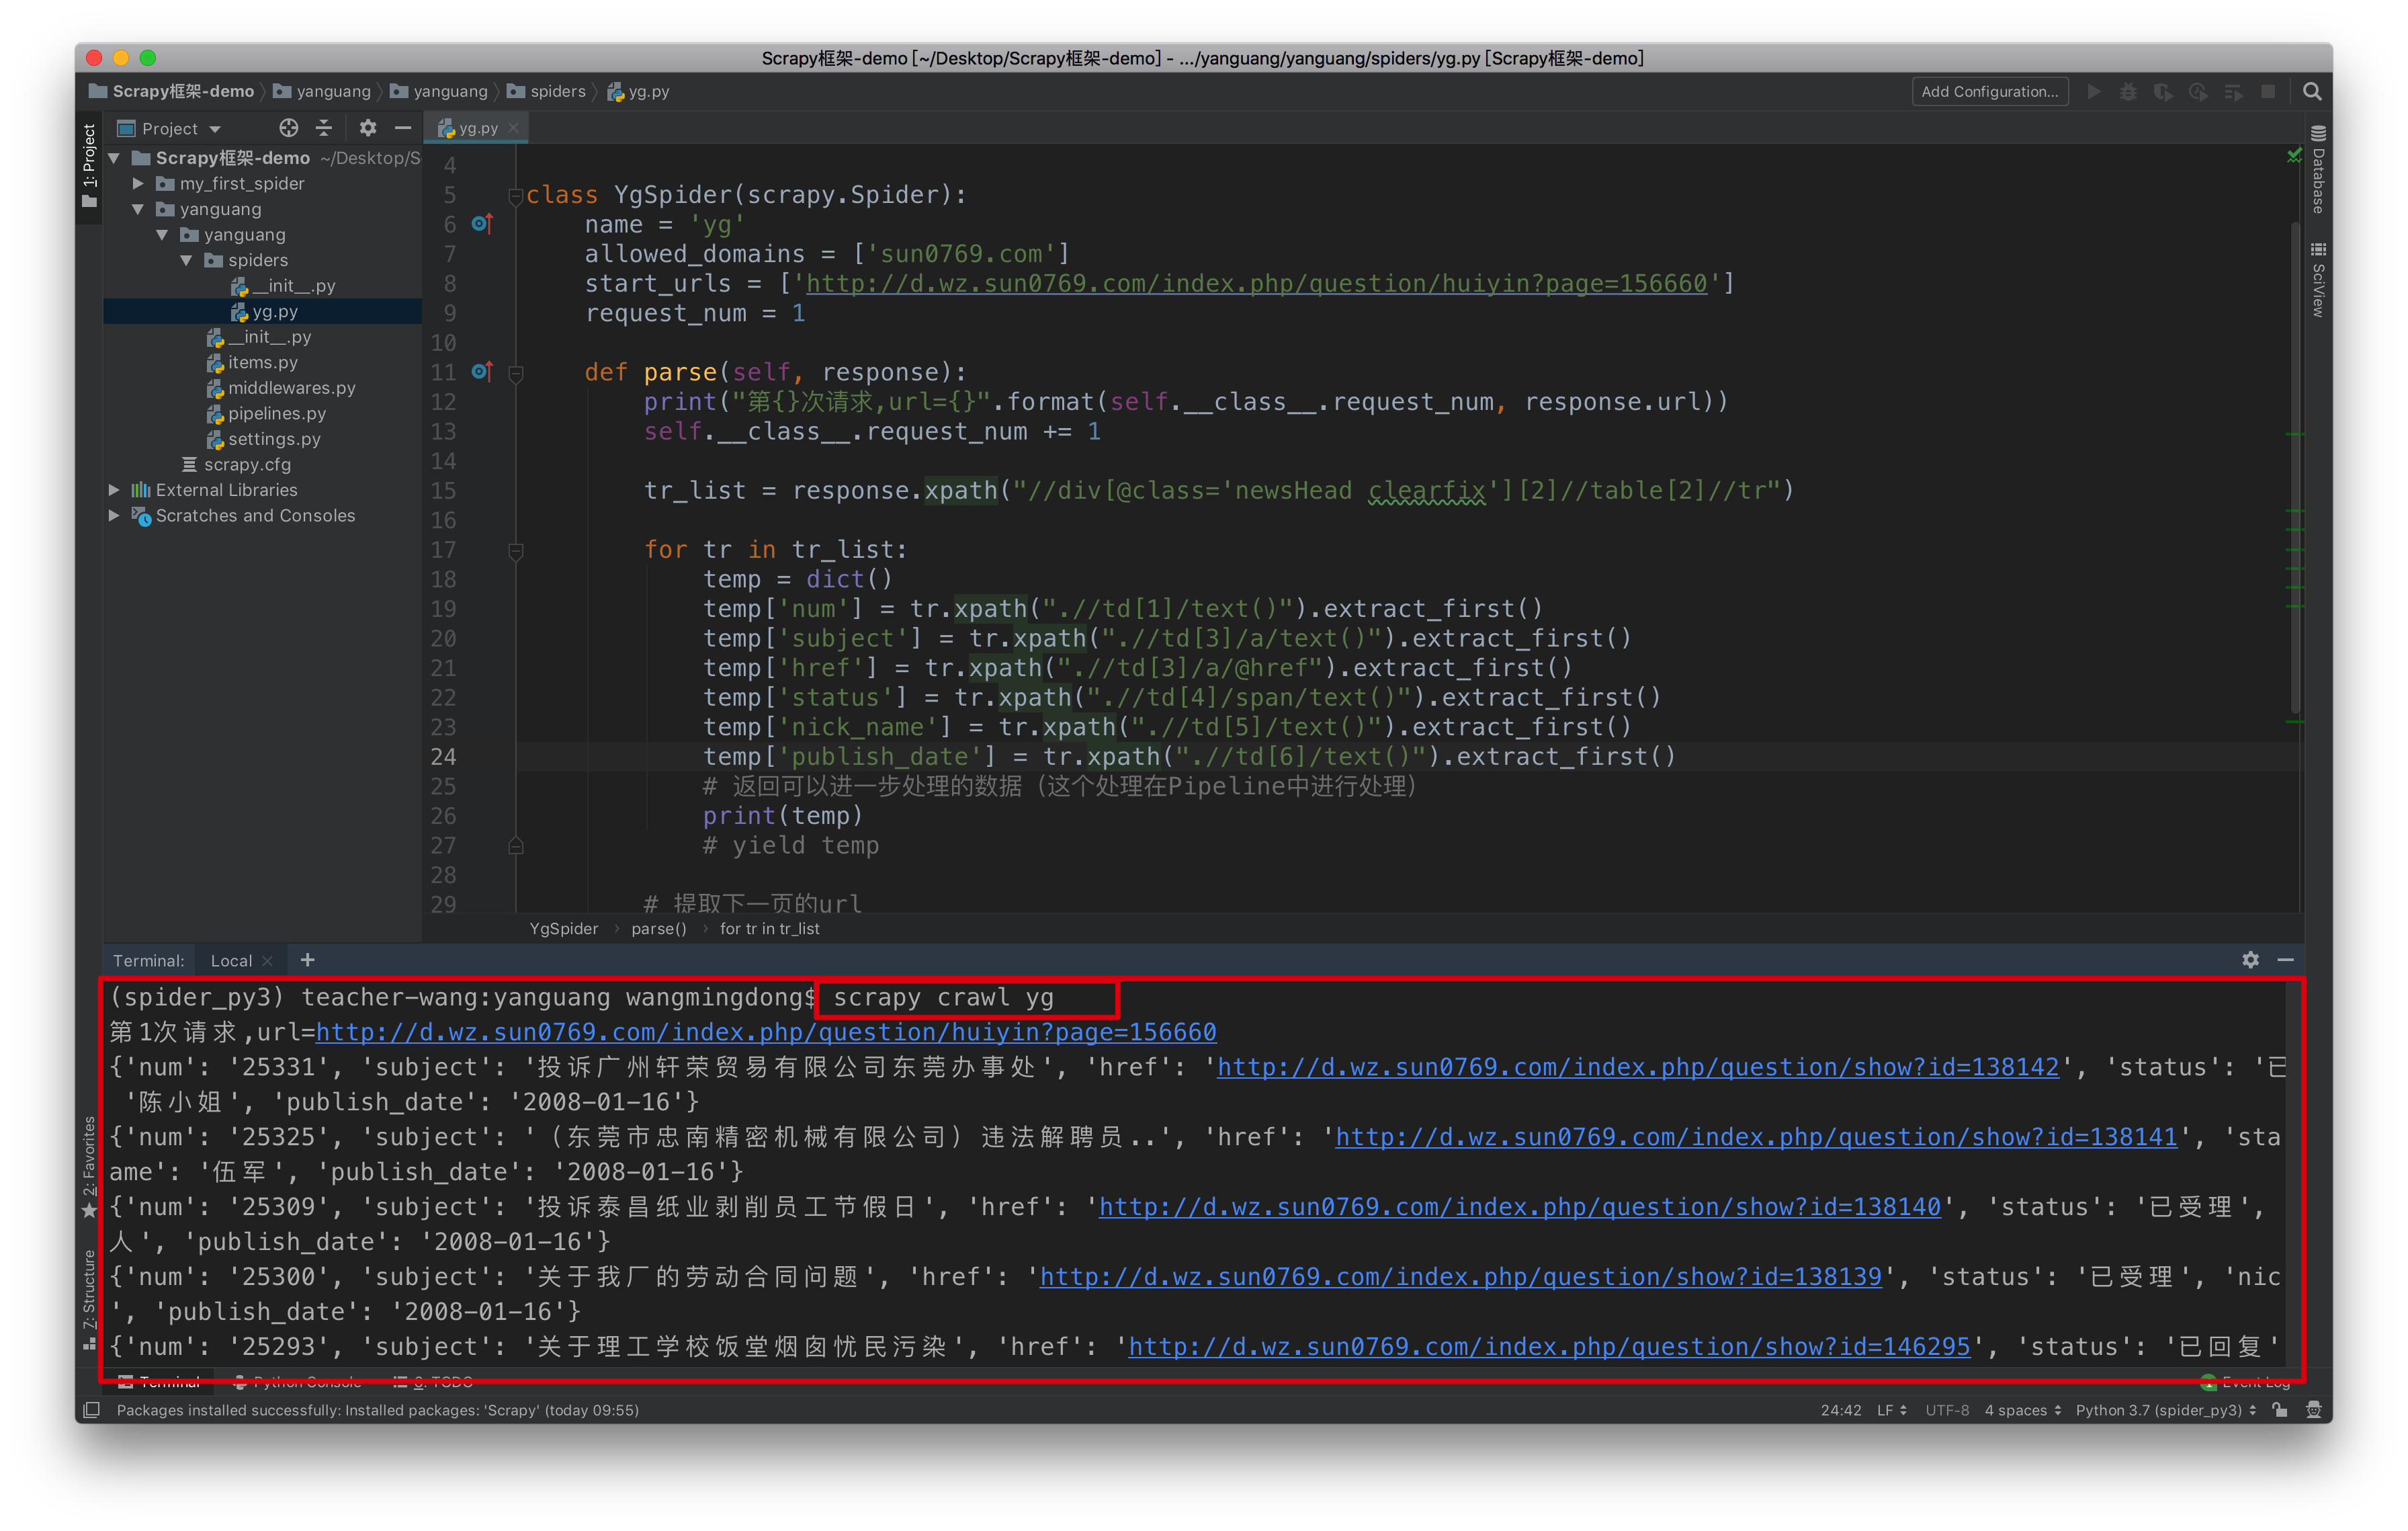 Scrapy框架-demo [~/Desktop/Scrapy框架-demo] - .../yanguang/yanguang/spiders/yg.py [Scrapy框架-demo]
Scrapy框架-demo yanguang yanguang spiders yg.py
Add Configuration...
Project
yg.py
1: Project
Scrapy框架-demo ~/Desktop/S
my_first_spider
yanguang
yanguang
spiders
__init__.py
yg.py
__init__.py
items.py
middlewares.py
pipelines.py
settings.py
scrapy.cfg
External Libraries
Scratches and Consoles
4
5 class YgSpider(scrapy.Spider):
6 name = 'yg'
7 allowed_domains = ['sun0769.com']
8 start_urls = ['http://d.wz.sun0769.com/index.php/question/huiyin?page=156660']
9 request_num = 1
10
11 def parse(self, response):
12 print("第{}次请求,url={}".format(self.__class__.request_num, response.url))
13 self.__class__.request_num += 1
14
15 tr_list = response.xpath("//div[@class='newsHead clearfix'][2]//table[2]//tr")
16
17 for tr in tr_list:
18 temp = dict()
19 temp['num'] = tr.xpath(".//td[1]/text()").extract_first()
20 temp['subject'] = tr.xpath(".//td[3]/a/text()").extract_first()
21 temp['href'] = tr.xpath(".//td[3]/a/@href").extract_first()
22 temp['status'] = tr.xpath(".//td[4]/span/text()").extract_first()
23 temp['nick_name'] = tr.xpath(".//td[5]/text()").extract_first()
24 temp['publish_date'] = tr.xpath(".//td[6]/text()").extract_first()
25 # 返回可以进一步处理的数据（这个处理在Pipeline中进行处理）
26 print(temp)
27 # yield temp
28
29 # 提取下一页的url
YgSpider › parse() › for tr in tr_list
Database
SciView
Terminal: Local +
(spider_py3) teacher-wang:yanguang wangmingdong$ scrapy crawl yg
第1次请求,url=http://d.wz.sun0769.com/index.php/question/huiyin?page=156660
{'num': '25331', 'subject': '投诉广州轩荣贸易有限公司东莞办事处', 'href': 'http://d.wz.sun0769.com/index.php/question/show?id=138142', 'status': '已
'陈小姐', 'publish_date': '2008-01-16'}
{'num': '25325', 'subject': '（东莞市忠南精密机械有限公司）违法解聘员..', 'href': 'http://d.wz.sun0769.com/index.php/question/show?id=138141', 'sta
ame': '伍军', 'publish_date': '2008-01-16'}
{'num': '25309', 'subject': '投诉泰昌纸业剥削员工节假日', 'href': 'http://d.wz.sun0769.com/index.php/question/show?id=138140', 'status': '已受理',
人', 'publish_date': '2008-01-16'}
{'num': '25300', 'subject': '关于我厂的劳动合同问题', 'href': 'http://d.wz.sun0769.com/index.php/question/show?id=138139', 'status': '已受理', 'nic
', 'publish_date': '2008-01-16'}
{'num': '25293', 'subject': '关于理工学校饭堂烟囱忧民污染', 'href': 'http://d.wz.sun0769.com/index.php/question/show?id=146295', 'status': '已回复'
2: Favorites
7: Structure
Terminal Python Console 6: TODO
1 Event Log
Packages installed successfully: Installed packages: 'Scrapy' (today 09:55)
24:42 LF UTF-8 4 spaces Python 3.7 (spider_py3)